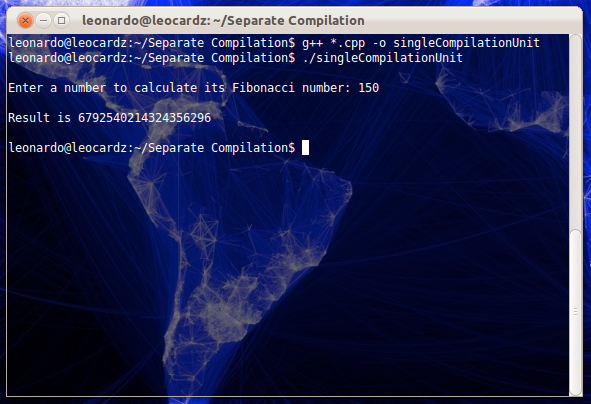 leonardo@leocardz: ~/Separate Compilation
leonardo@leocardz:~/Separate Compilation$ g++ *.cpp -o singleCompilationUnit
leonardo@leocardz:~/Separate Compilation$ ./singleCompilationUnit
Enter a number to calculate its Fibonacci number: 150
Result is 6792540214324356296
leonardo@leocardz:~/Separate Compilation$